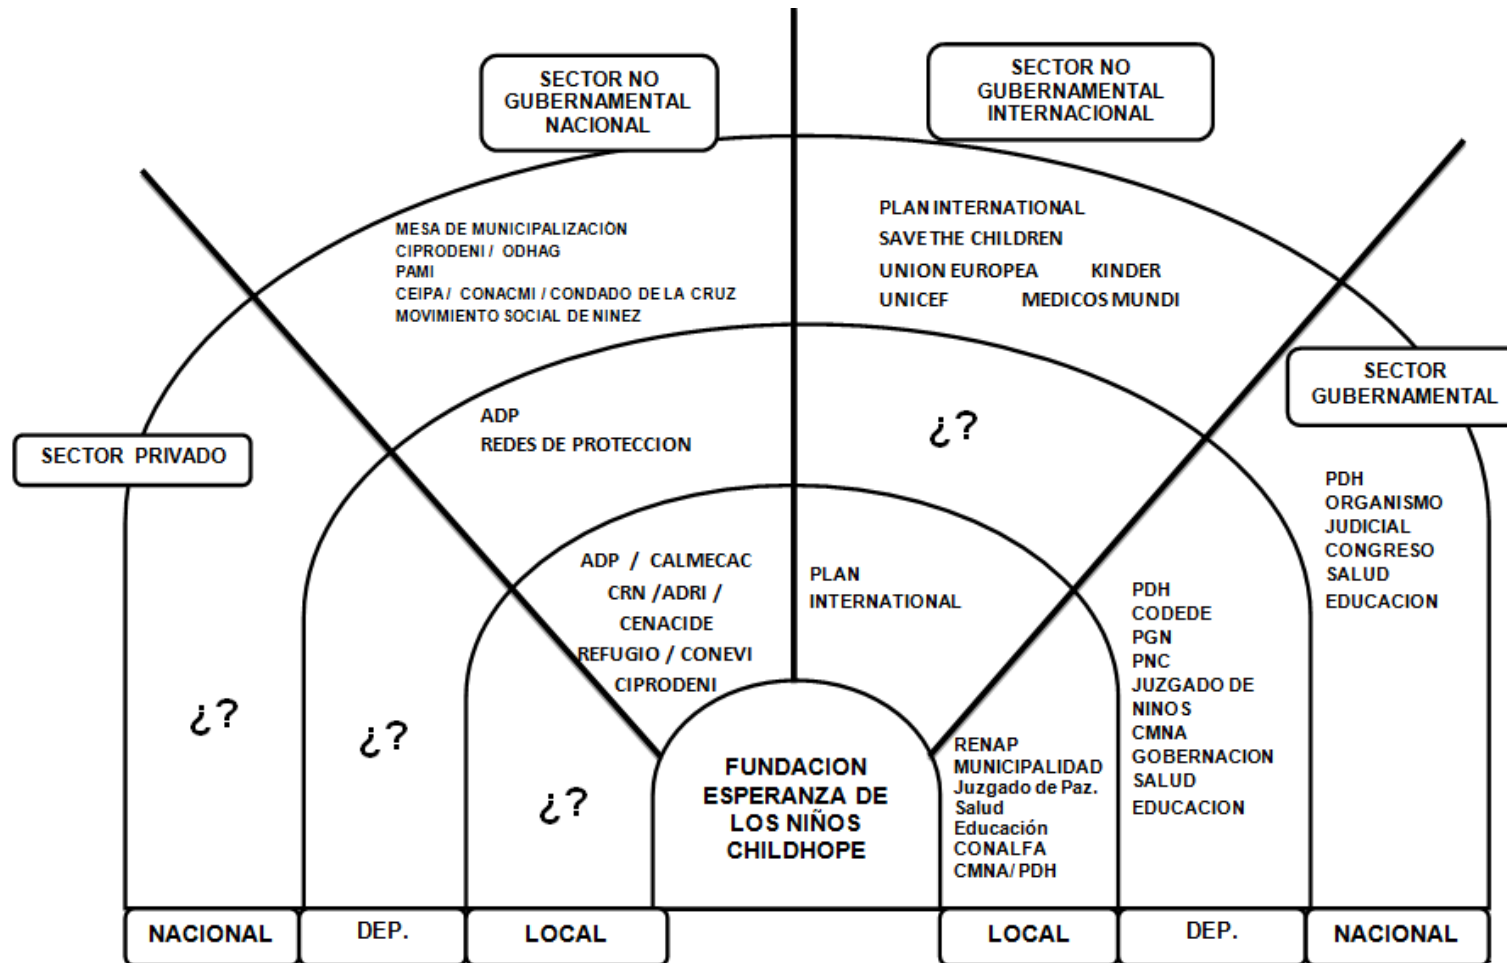 SECTOR NO
GUBERNAMENTAL
NACIONAL
SECTOR NO
GUBERNAMENTAL
INTERNACIONAL
MESA DE MUNICIPALIZACIÓN
CIPRODENI / ODHAG
PAMI
CEIPA / CONACMI / CONDADO DE LA CRUZ
MOVIMIENTO SOCIAL DE NINEZ
PLAN INTERNATIONAL
SAVE THE CHILDREN
UNION EUROPEA KINDER
UNICEF MEDICOS MUNDI
SECTOR
GUBERNAMENTAL
SECTOR PRIVADO
ADP
REDES DE PROTECCION
¿?
PDH
ORGANISMO
JUDICIAL
CONGRESO
SALUD
EDUCACION
ADP / CALMECAC
CRN /ADRI /
CENACIDE
REFUGIO / CONEVI
CIPRODENI
PLAN
INTERNATIONAL
PDH
CODEDE
PGN
PNC
JUZGADO DE
NINOS
CMNA
GOBERNACION
SALUD
EDUCACION
¿?
¿?
¿?
FUNDACION
ESPERANZA DE
LOS NIÑOS
CHILDHOPE
RENAP
MUNICIPALIDAD
Juzgado de Paz.
Salud
Educación
CONALFA
CMNA/ PDH
NACIONAL
DEP.
LOCAL
LOCAL
DEP.
NACIONAL